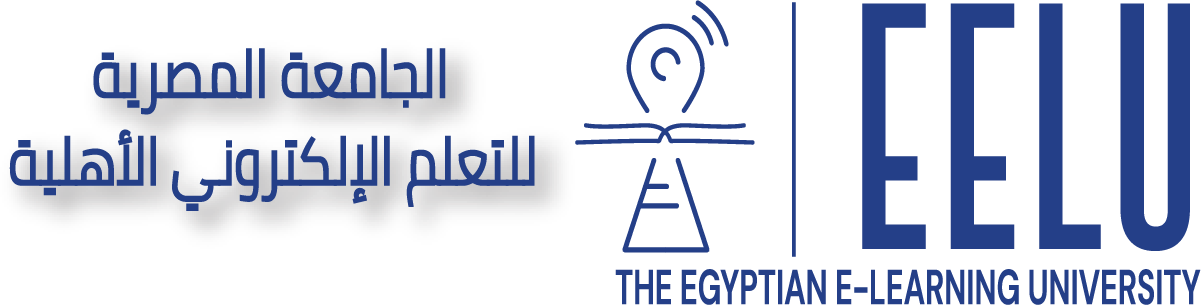 الجامعة المصرية
للتعلم الإلكتروني الأهلية
EELU
THE EGYPTIAN E-LEARNING UNIVERSITY